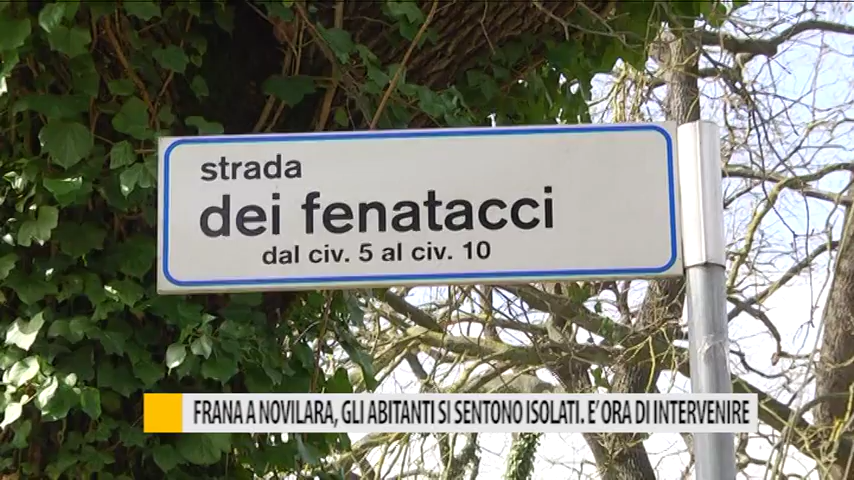 strada
dei fenatacci
dal civ. 5 al civ. 10
FRANA A NOVILARA, GLI ABITANTI SI SENTONO ISOLATI. E' ORA DI INTERVENIRE